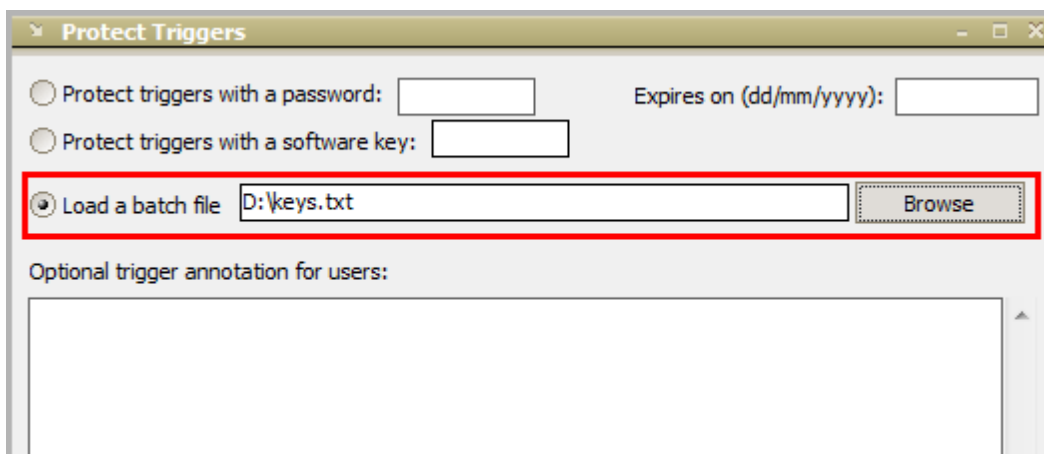 Protect Triggers
Protect triggers with a password: Expires on (dd/mm/yyyy):
Protect triggers with a software key:
Load a batch file D:\keys.txt Browse
Optional trigger annotation for users: